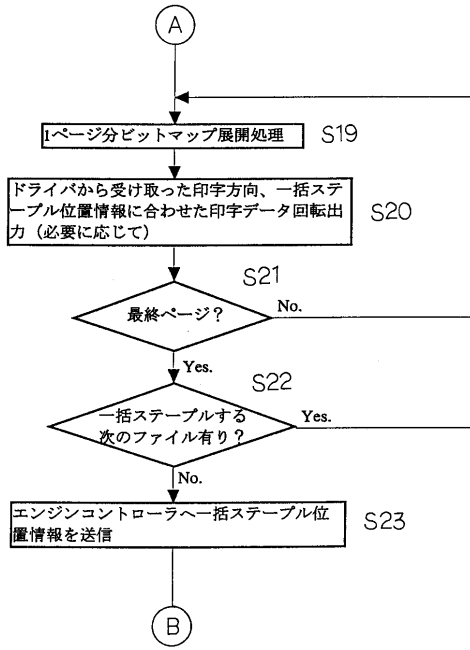 A
1ページ分ビットマップ展開処理
S19
ドライバから受け取った印字方向、一括ステ
ープル位置情報に合わせた印字データ回転出
力（必要に応じて）
S20
S21
最終ページ？
No.
Yes.
S22
一括ステープルする
次のファイル有り？
Yes.
No.
エンジンコントローラへ一括ステープル位
置情報を送信
S23
B